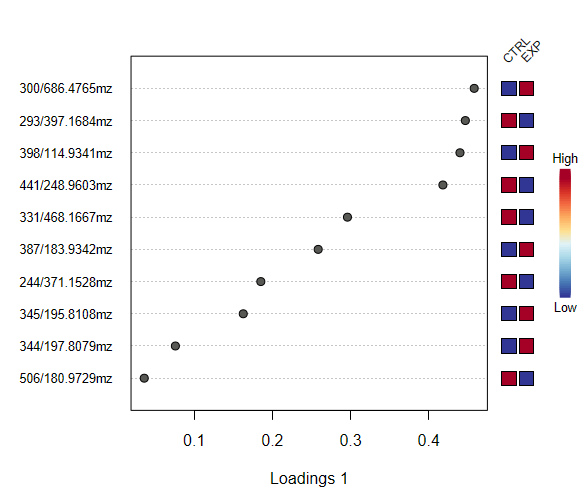 CTRL
EXP
300/686.4765mz
293/397.1684mz
398/114.9341mz
High
441/248.9603mz
331/468.1667mz
387/183.9342mz
244/371.1528mz
345/195.8108mz
Low
344/197.8079mz
506/180.9729mz
0.1 0.2 0.3 0.4
Loadings 1